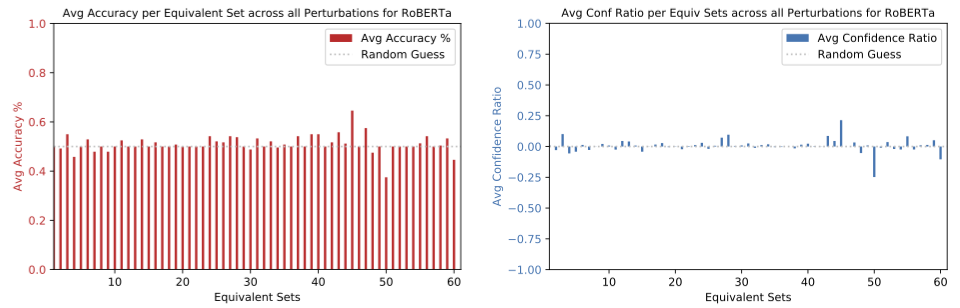 Avg Accuracy per Equivalent Set across all Perturbations for RoBERTa
1.0
0.8
0.6
0.4
0.2
0.0
Avg Accuracy %
Avg Accuracy %
Random Guess
10
20
30
40
50
60
Equivalent Sets
Avg Conf Ratio per Equiv Sets across all Perturbations for RoBERTa
1.00
0.75
0.50
0.25
0.00
−0.25
−0.50
−0.75
−1.00
Avg Confidence Ratio
Avg Confidence Ratio
Random Guess
10
20
30
40
50
60
Equivalent Sets